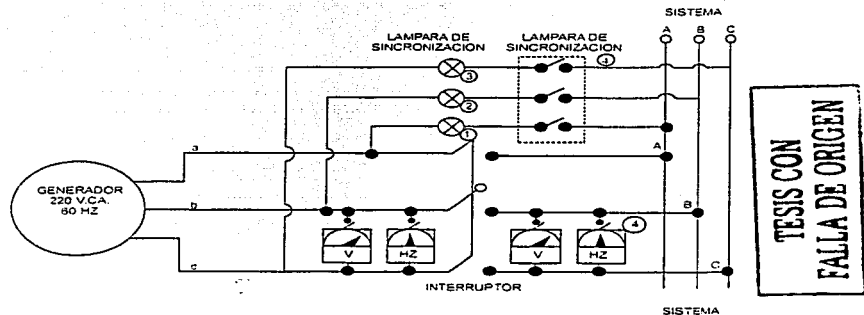 SISTEMA
A B C
LAMPARA DE SINCRONIZACION
LAMPARA DE SINCRONIZACION
4
3
2
1
a
A
GENERADOR
220 V.CA.
60 HZ
b
B
4
V
HZ
V
HZ
c
C
INTERRUPTOR
SISTEMA
TESIS CON
FALLA DE ORIGEN